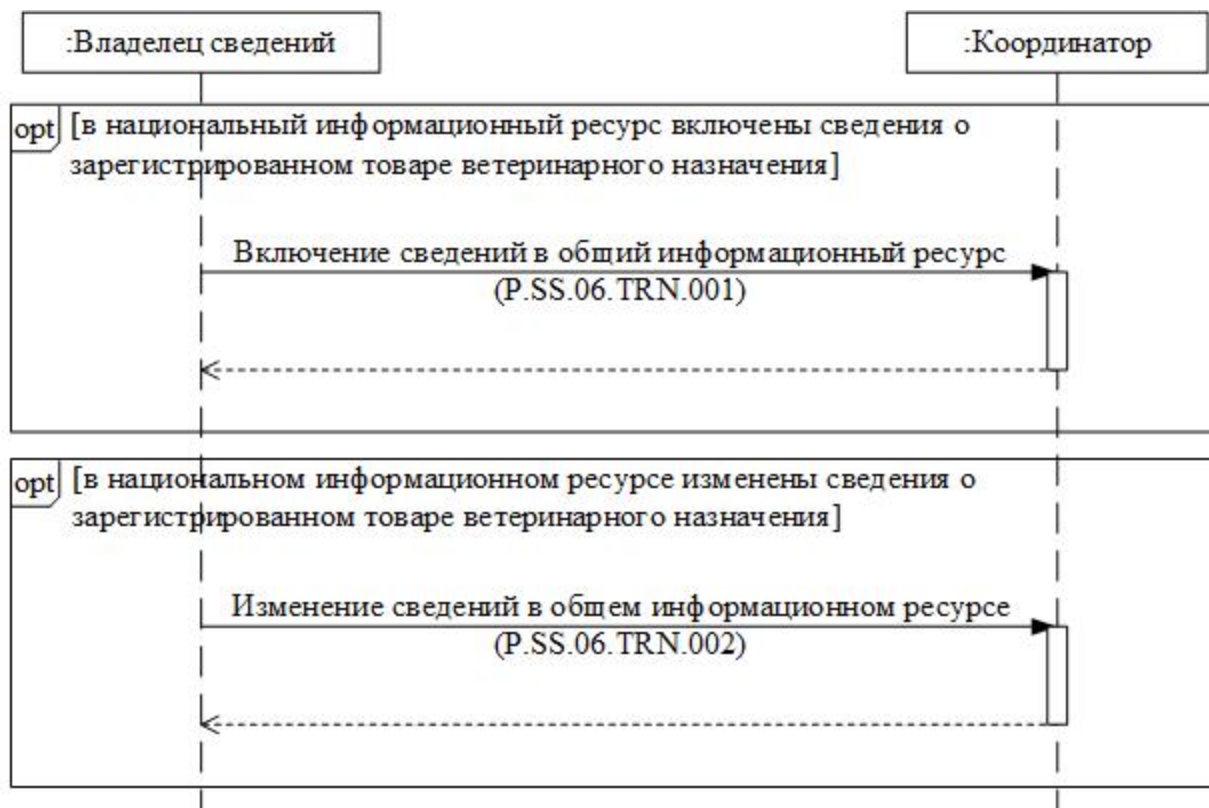 :Владелец сведений
:Координатор
opt
[в национальный информационный ресурс включены сведения о
зарегистрированном товаре ветеринарного назначения]
Включение сведений в общий информационный ресурс
(P.SS.06.TRN.001)
opt
[в национальном информационном ресурсе изменены сведения о
зарегистрированном товаре ветеринарного назначения]
Изменение сведений в общем информационном ресурсе
(P.SS.06.TRN.002)